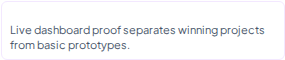 Live dashboard proof separates winning projects
from basic prototypes.